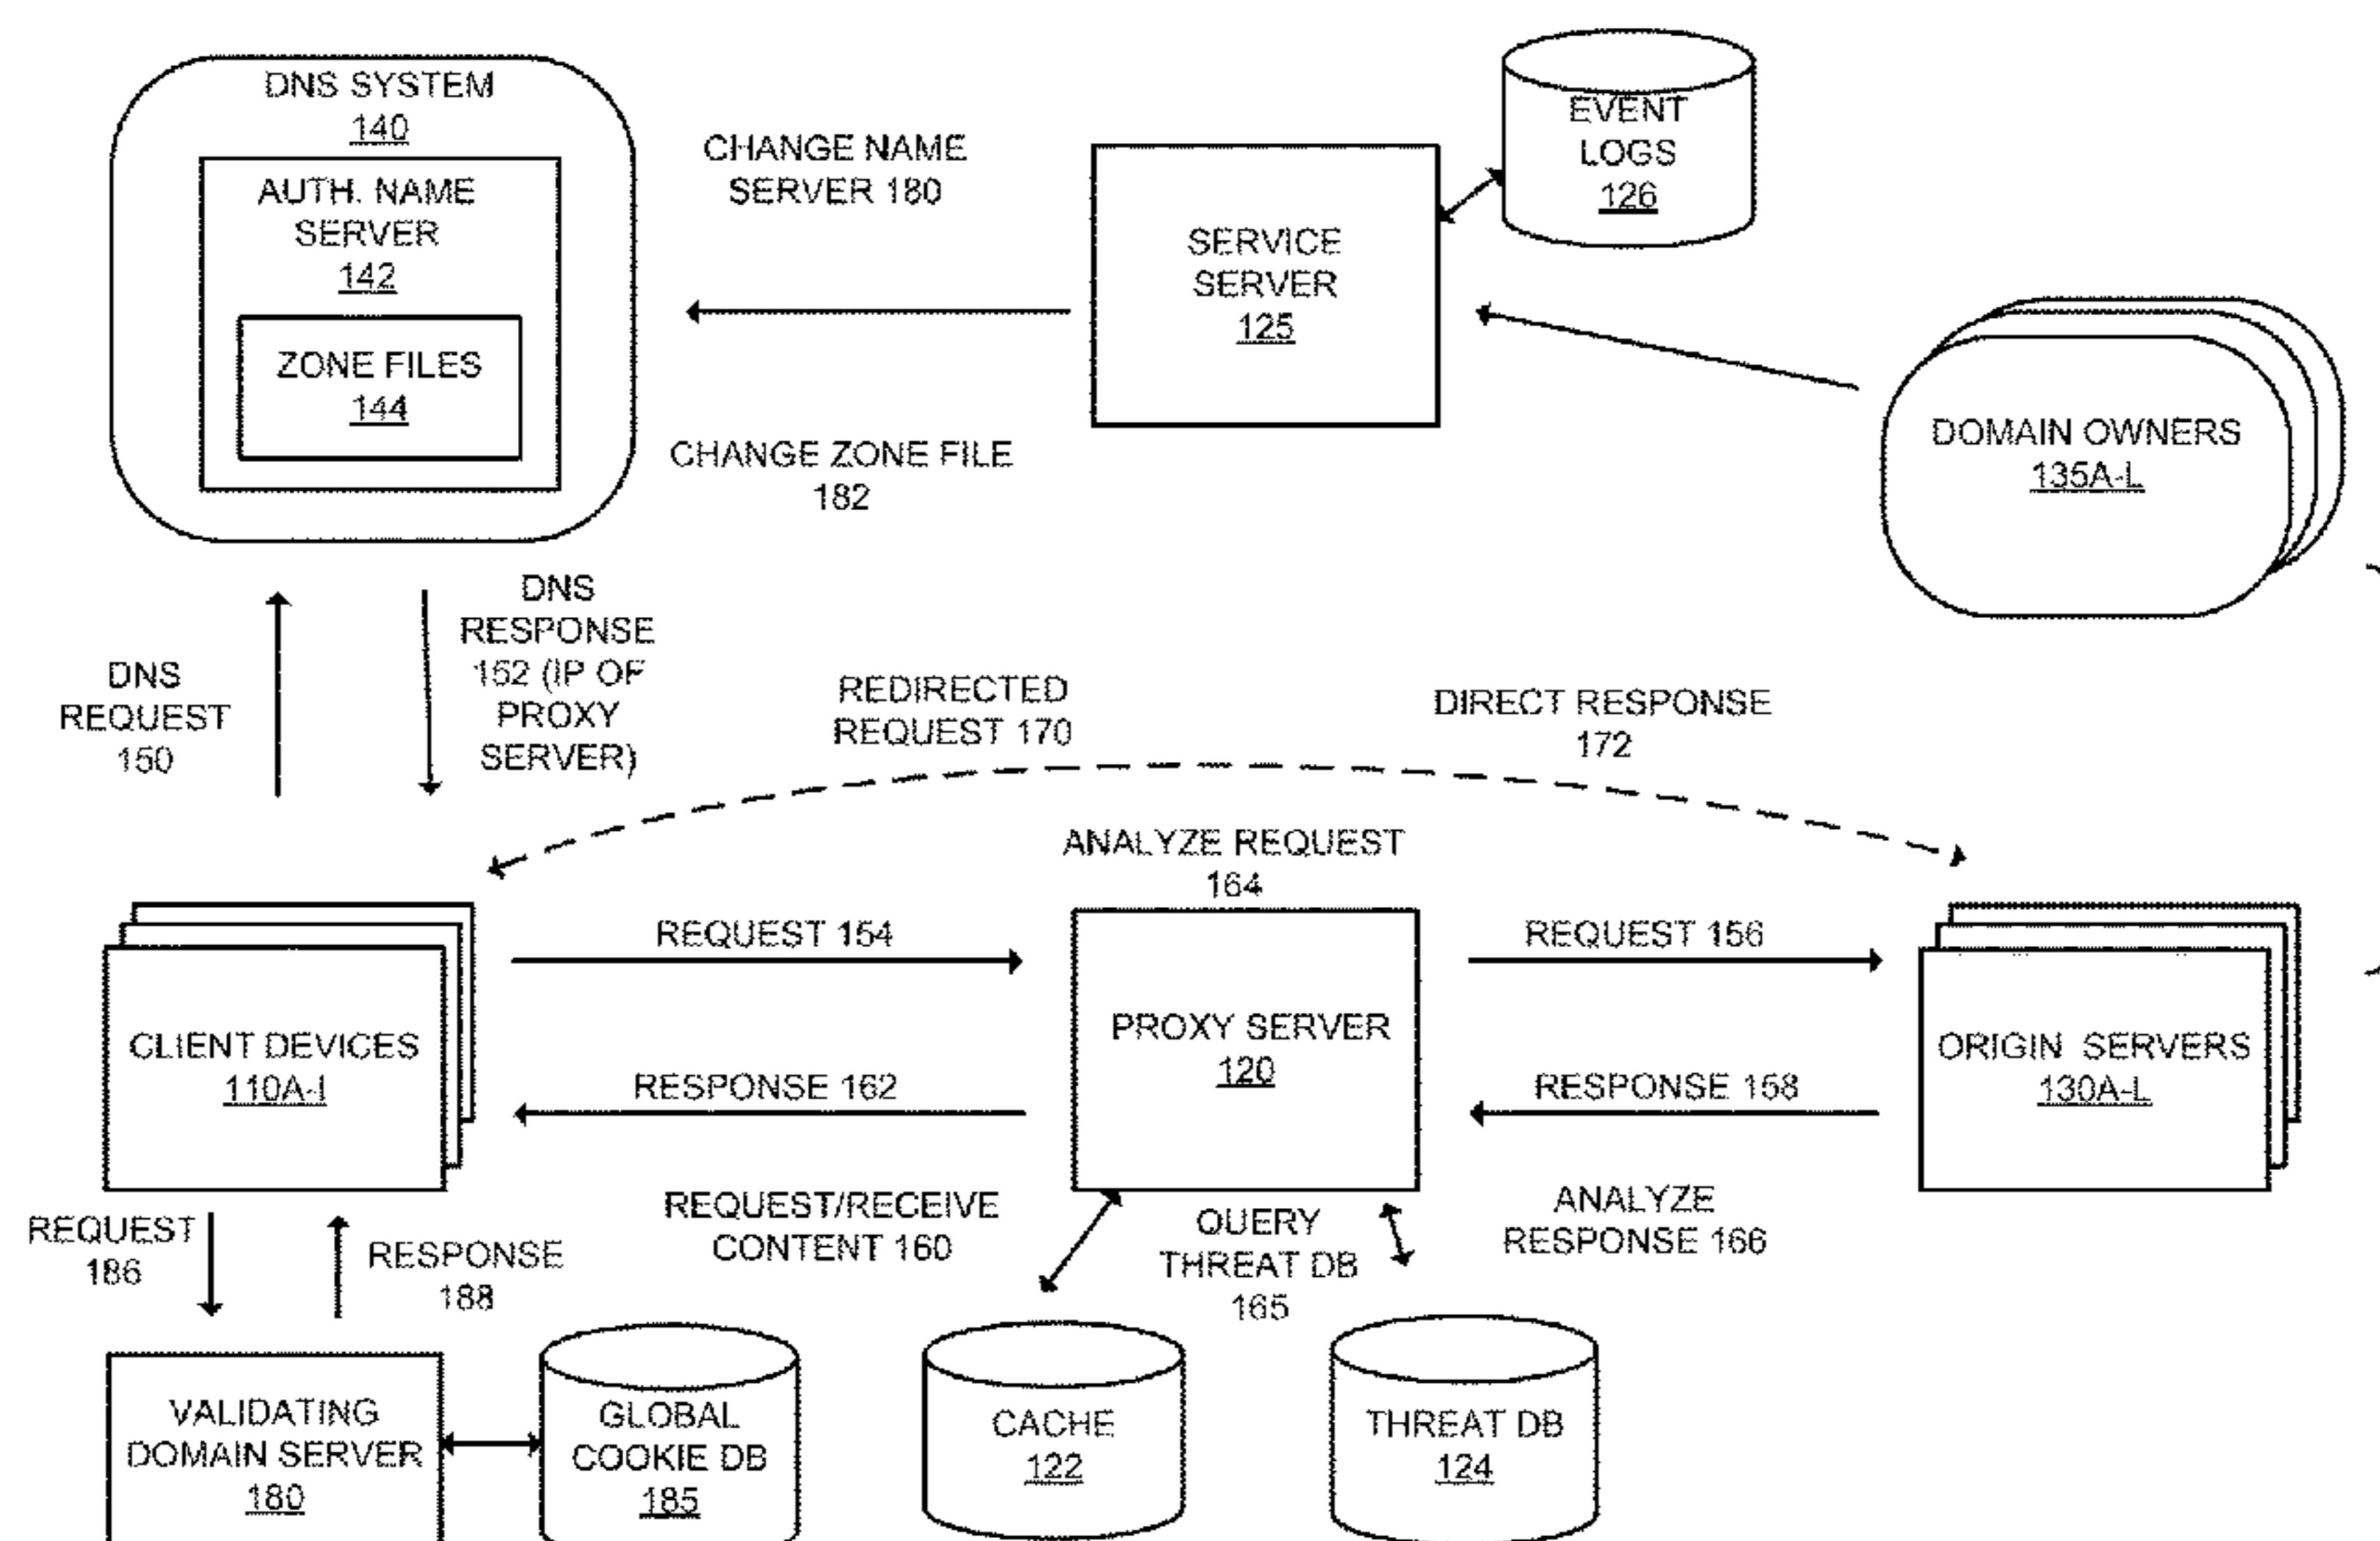 DNS SYSTEM
140
AUTH. NAME
SERVER
142
ZONE FILES
144
CHANGE NAME
SERVER 180
CHANGE ZONE FILE
182
SERVICE
SERVER
125
EVENT
LOGS
126
DOMAIN OWNERS
135A-L
DNS
REQUEST
150
DNS
RESPONSE
152 (IP OF
PROXY
SERVER)
REDIRECTED
REQUEST 170
DIRECT RESPONSE
172
ANALYZE REQUEST
164
CLIENT DEVICES
110A-I
REQUEST 154
RESPONSE 162
PROXY SERVER
120
REQUEST 156
RESPONSE 158
ORIGIN SERVERS
130A-L
REQUEST
186
RESPONSE
188
REQUEST/RECEIVE
CONTENT 160
QUERY
THREAT DB
165
ANALYZE
RESPONSE 166
VALIDATING
DOMAIN SERVER
180
GLOBAL
COOKIE DB
185
CACHE
122
THREAT DB
124